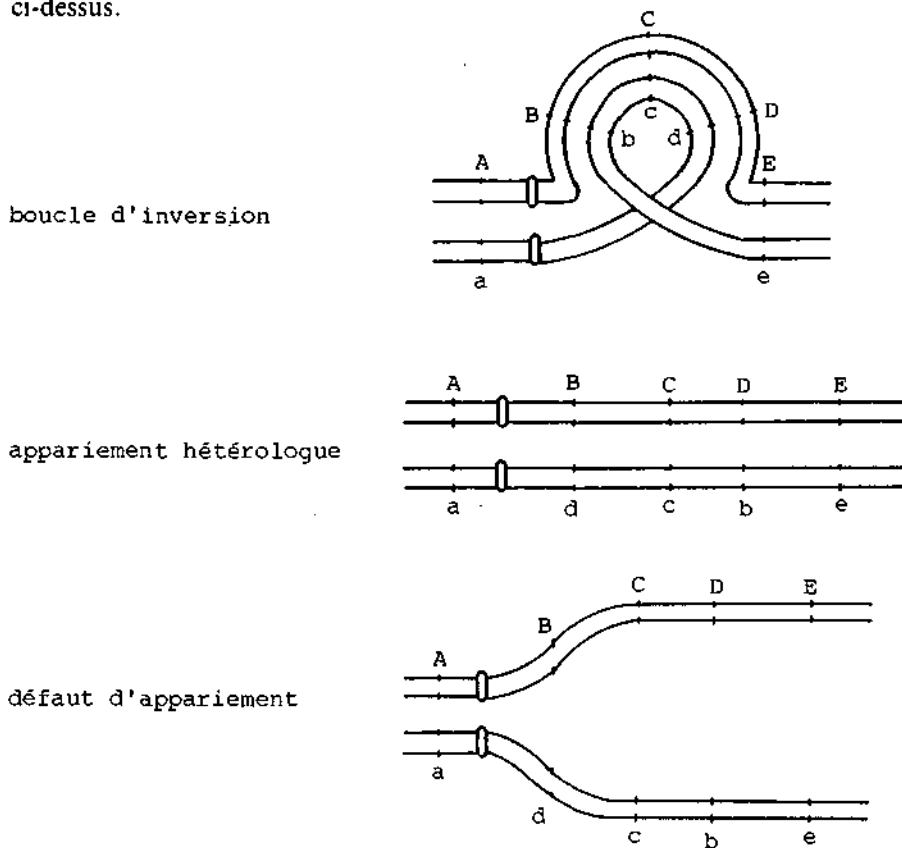 ci-dessus.
C
B
D
c
b d
A
E
boucle d'inversion
a
e
A B C D E
appariement hétérologue
a d c b e
C D E
B
A
défaut d'appariement
a
d
c b e